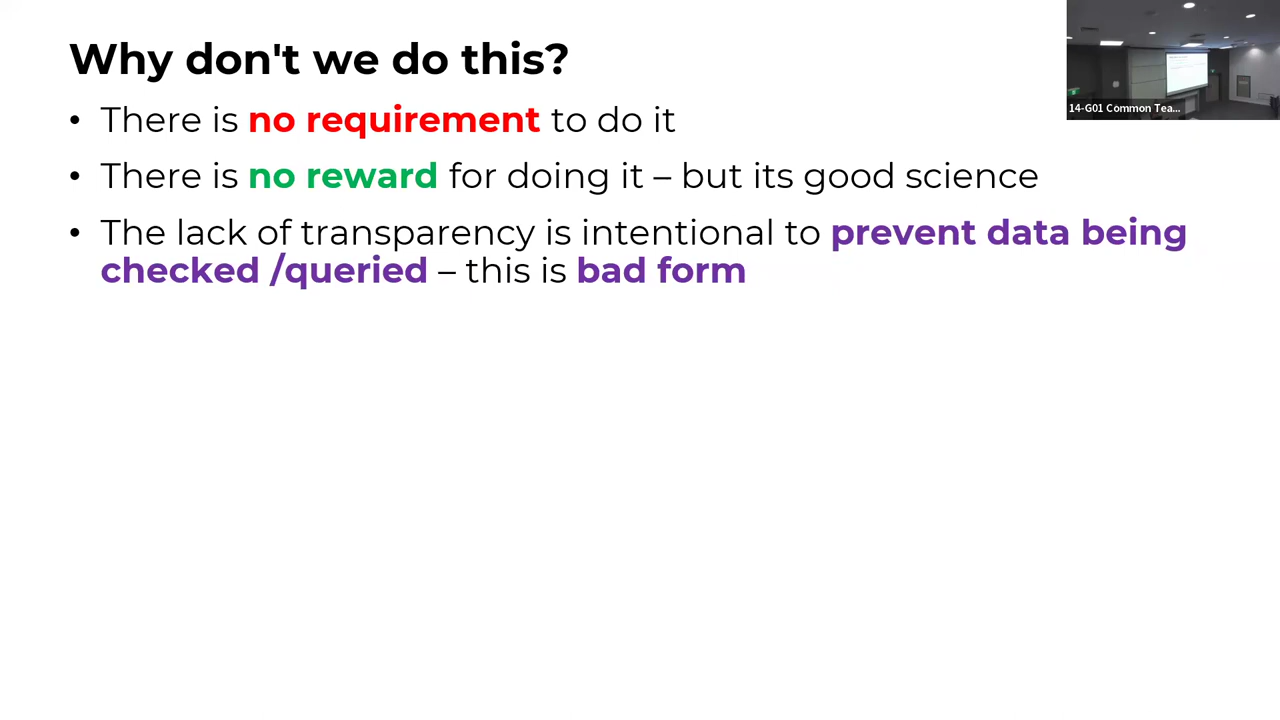 Why don't we do this?
14-G01 Common Tea...
• There is no requirement to do it
• There is no reward for doing it – but its good science
• The lack of transparency is intentional to prevent data being
checked /queried – this is bad form